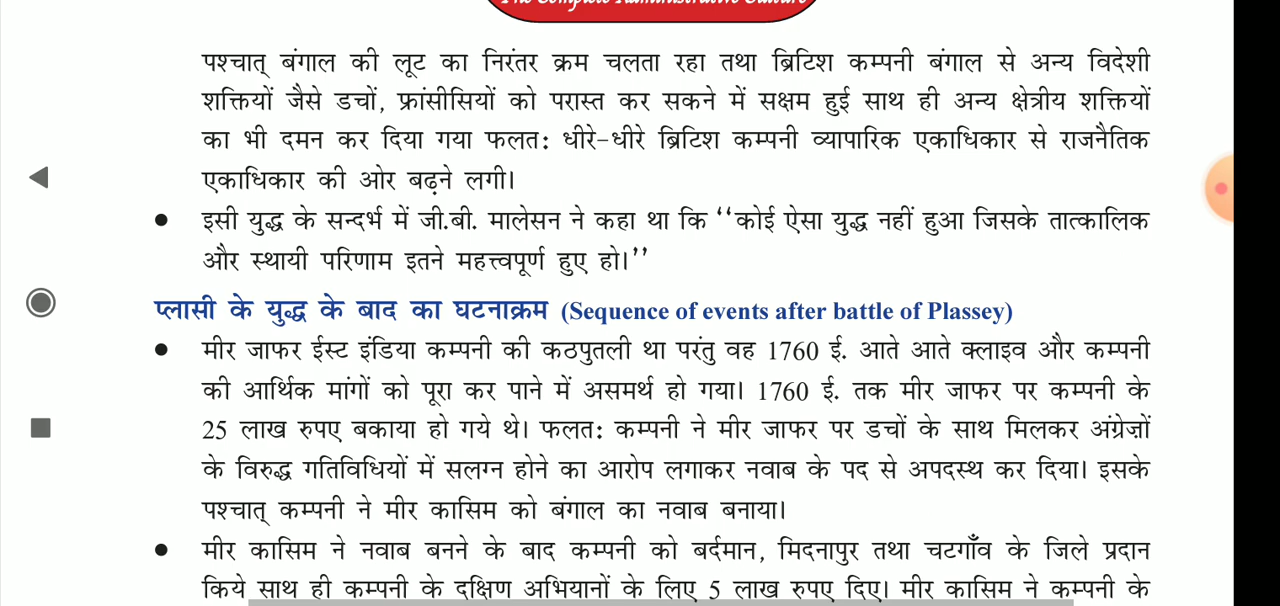 The Complete Administrative Culture
पश्चात् बंगाल की लूट का निरंतर क्रम चलता रहा तथा ब्रिटिश कम्पनी बंगाल से अन्य विदेशी
शक्तियों जैसे डचों, फ्रांसीसियों को परास्त कर सकने में सक्षम हुई साथ ही अन्य क्षेत्रीय शक्तियों
का भी दमन कर दिया गया फलत: धीरे-धीरे ब्रिटिश कम्पनी व्यापारिक एकाधिकार से राजनैतिक
एकाधिकार की ओर बढ़ने लगी।
● इसी युद्ध के सन्दर्भ में जी.बी. मालेसन ने कहा था कि ‘‘कोई ऐसा युद्ध नहीं हुआ जिसके तात्कालिक
और स्थायी परिणाम इतने महत्त्वपूर्ण हुए हो।’’
प्लासी के युद्ध के बाद का घटनाक्रम (Sequence of events after battle of Plassey)
● मीर जाफर ईस्ट इंडिया कम्पनी की कठपुतली था परंतु वह 1760 ई. आते आते क्लाइव और कम्पनी
की आर्थिक मांगों को पूरा कर पाने में असमर्थ हो गया। 1760 ई. तक मीर जाफर पर कम्पनी के
25 लाख रुपए बकाया हो गये थे। फलत: कम्पनी ने मीर जाफर पर डचों के साथ मिलकर अंग्रेज़ों
के विरुद्ध गतिविधियों में सलग्न होने का आरोप लगाकर नवाब के पद से अपदस्थ कर दिया। इसके
पश्चात् कम्पनी ने मीर कासिम को बंगाल का नवाब बनाया।
● मीर कासिम ने नवाब बनने के बाद कम्पनी को बर्दमान, मिदनापुर तथा चटगाँव के जिले प्रदान
किये साथ ही कम्पनी के दक्षिण अभियानों के लिए 5 लाख रुपए दिए। मीर कासिम ने कम्पनी के